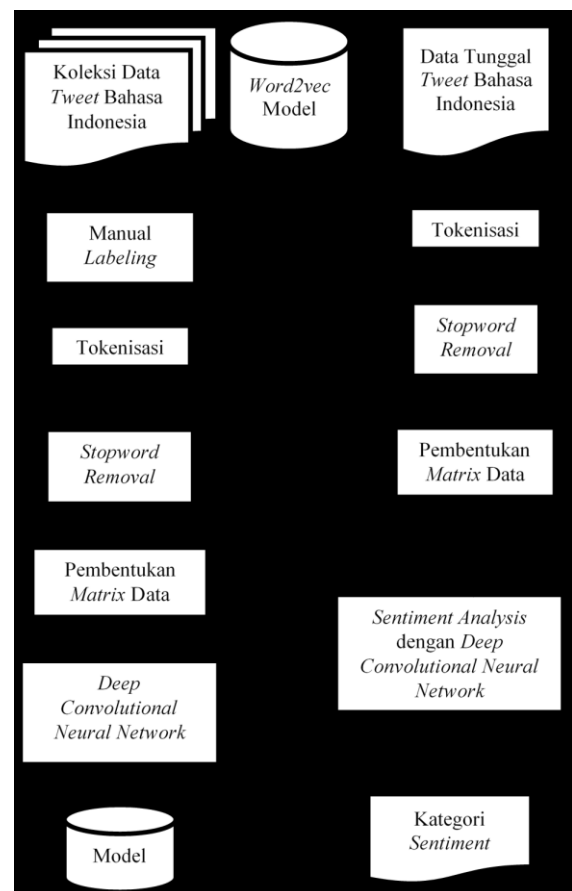 Koleksi Data
Tweet Bahasa
Indonesia
Word2vec
Model
Data Tunggal
Tweet Bahasa
Indonesia
Manual
Labeling
Tokenisasi
Stopword
Removal
Pembentukan
Matrix Data
Deep
Convolutional
Neural Network
Model
Tokenisasi
Stopword
Removal
Pembentukan
Matrix Data
Sentiment Analysis
dengan Deep
Convolutional Neural
Network
Kategori
Sentiment